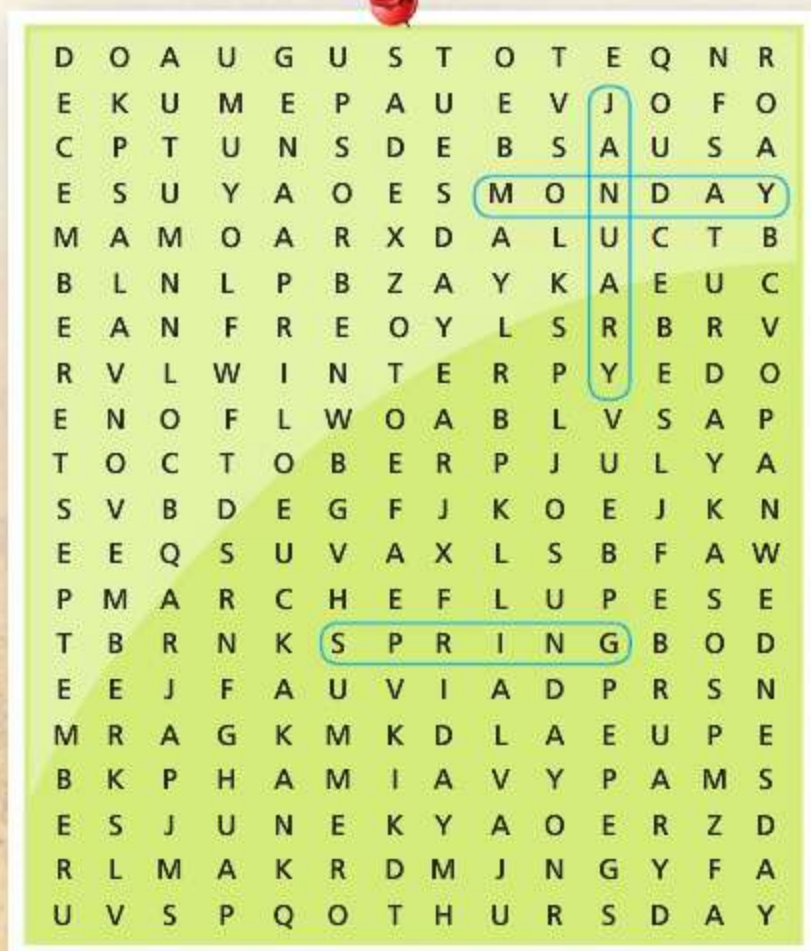 D O A U G U S T O T E Q N R
E K U M E P A U E V J O F O
C P T U N S D E B S A U S A
E S U Y A O E S M O N D A Y
M A M O A R X D A L U C T B
B L N L P B Z A Y K A E U C
E A N F R E O Y L S R B R V
R V L W I N T E R P Y E D O
E N O F L W O A B L V S A P
T O C T O B E R P J U L Y A
S V B D E G F J K O E J K N
E E Q S U V A X L S B F A W
P M A R C H E F L U P E S E
T B R N K S P R I N G B O D
E E J F A U V I A D P R S N
M R A G K M K D L A E U P E
B K P H A M I A V Y P A M S
E S J U N E K Y A O E R Z D
R L M A K R D M J N G Y F A
U V S P Q O T H U R S D A Y